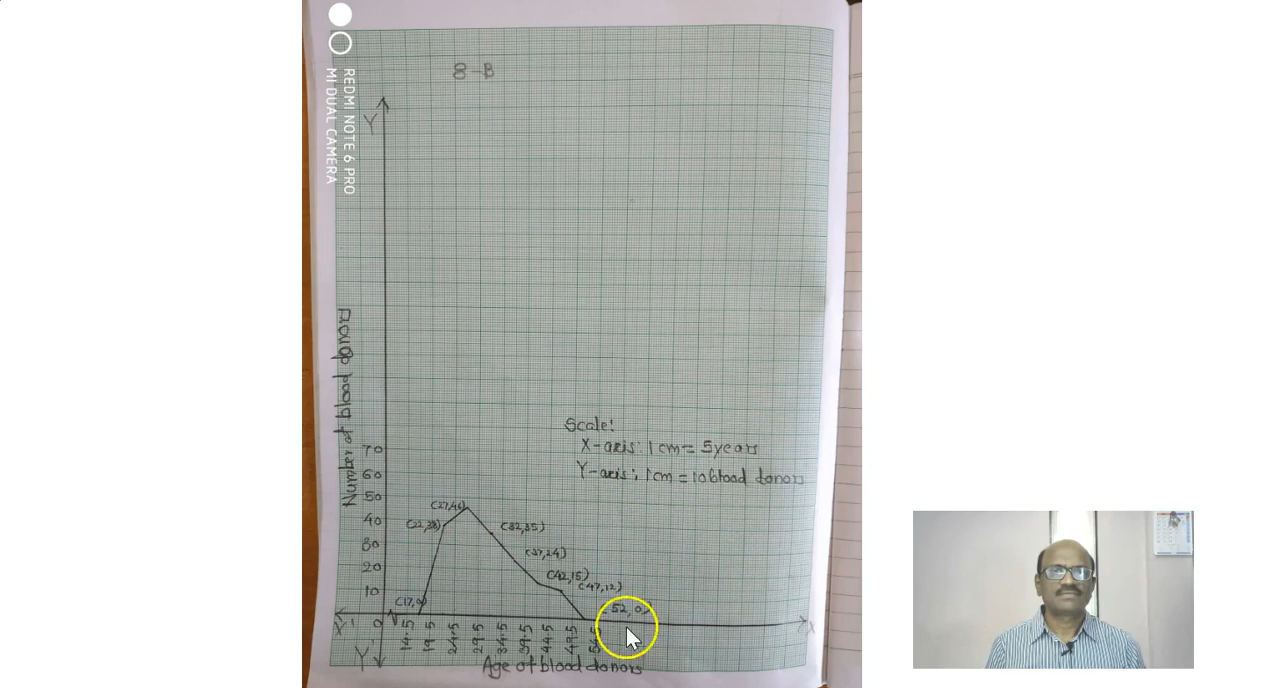 REDMI NOTE 6 PRO
MI DUAL CAMERA
8-B
Y
Number of blood donors
Scale:
X-axis: 1cm = 5years
Y-axis: 1cm = 10blood donors
70
60
50
40
30
20
10
0
(27,46)
(22,38)
(32,35)
(37,24)
(42,15)
(47,12)
(17,0)
52,0)
X'
X
Y'
14.5
19.5
24.5
29.5
34.5
39.5
44.5
49.5
54.5
Age of blood donors